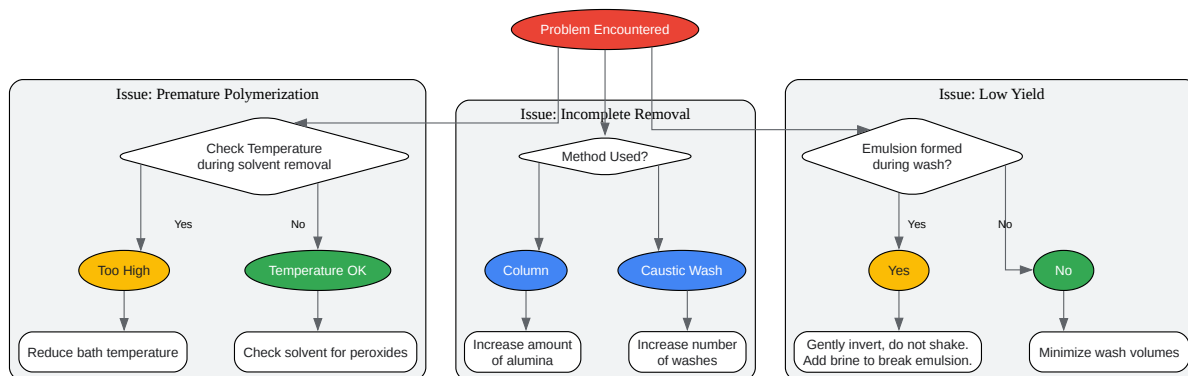 Problem Encountered
Issue: Premature Polymerization
Check Temperature
during solvent removal
Yes
No
Too High
Temperature OK
Reduce bath temperature
Check solvent for peroxides
Issue: Incomplete Removal
Method Used?
Column
Caustic Wash
Increase amount
of alumina
Increase number
of washes
Issue: Low Yield
Emulsion formed
during wash?
Yes
No
Yes
No
Gently invert, do not shake.
Add brine to break emulsion.
Minimize wash volumes